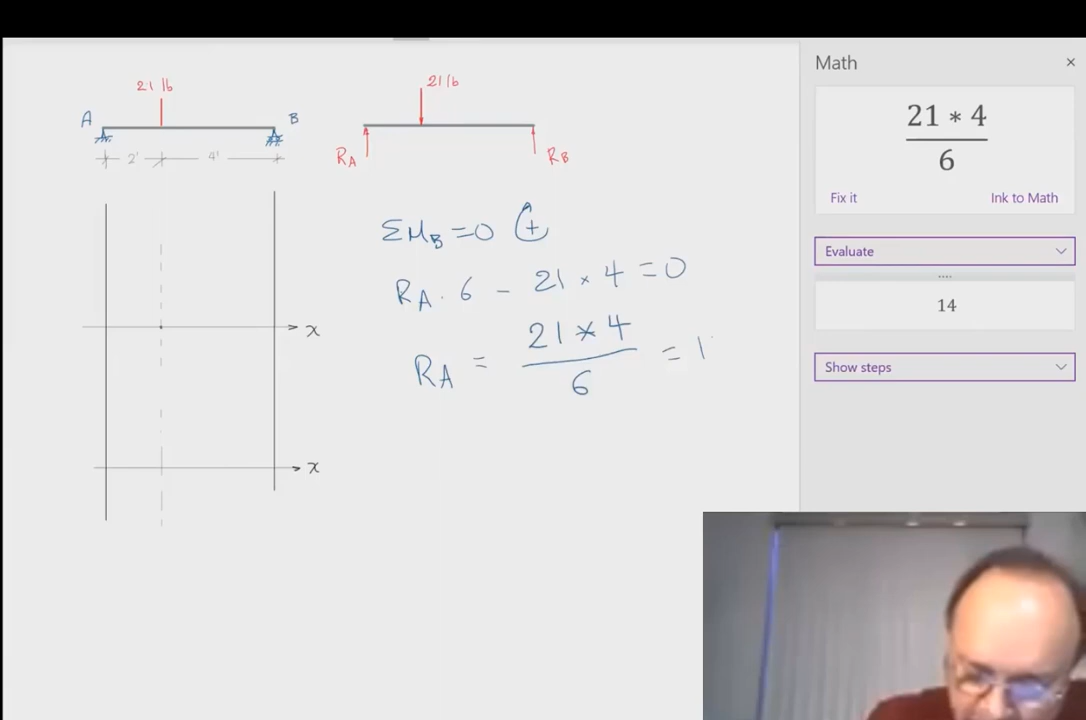 21 lb
A
B
2'
4'
21 lb
RA
RB
ΣMB = 0 +
RA · 6 - 21 × 4 = 0
RA = 21 * 4 / 6 = 1
x
x
Math
×
21 * 4
6
Fix it
Ink to Math
Evaluate
14
Show steps